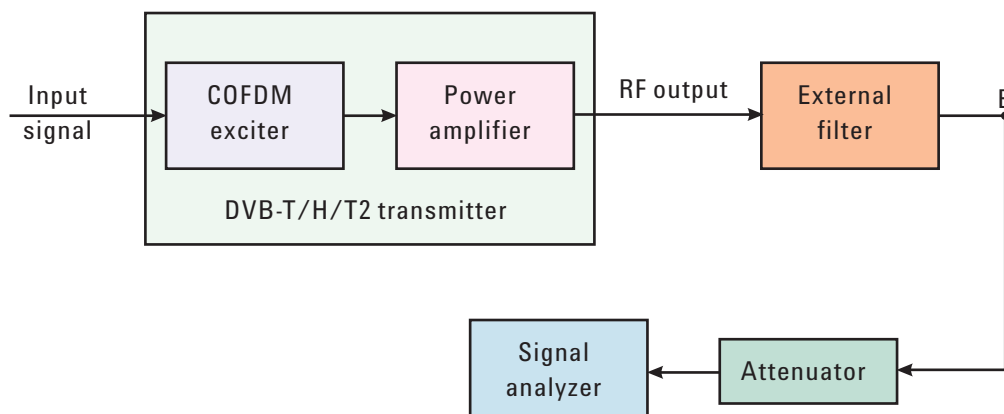 Input
signal
COFDM
exciter
Power
amplifier
RF output
External
filter
DVB-T/H/T2 transmitter
Signal
analyzer
Attenuator